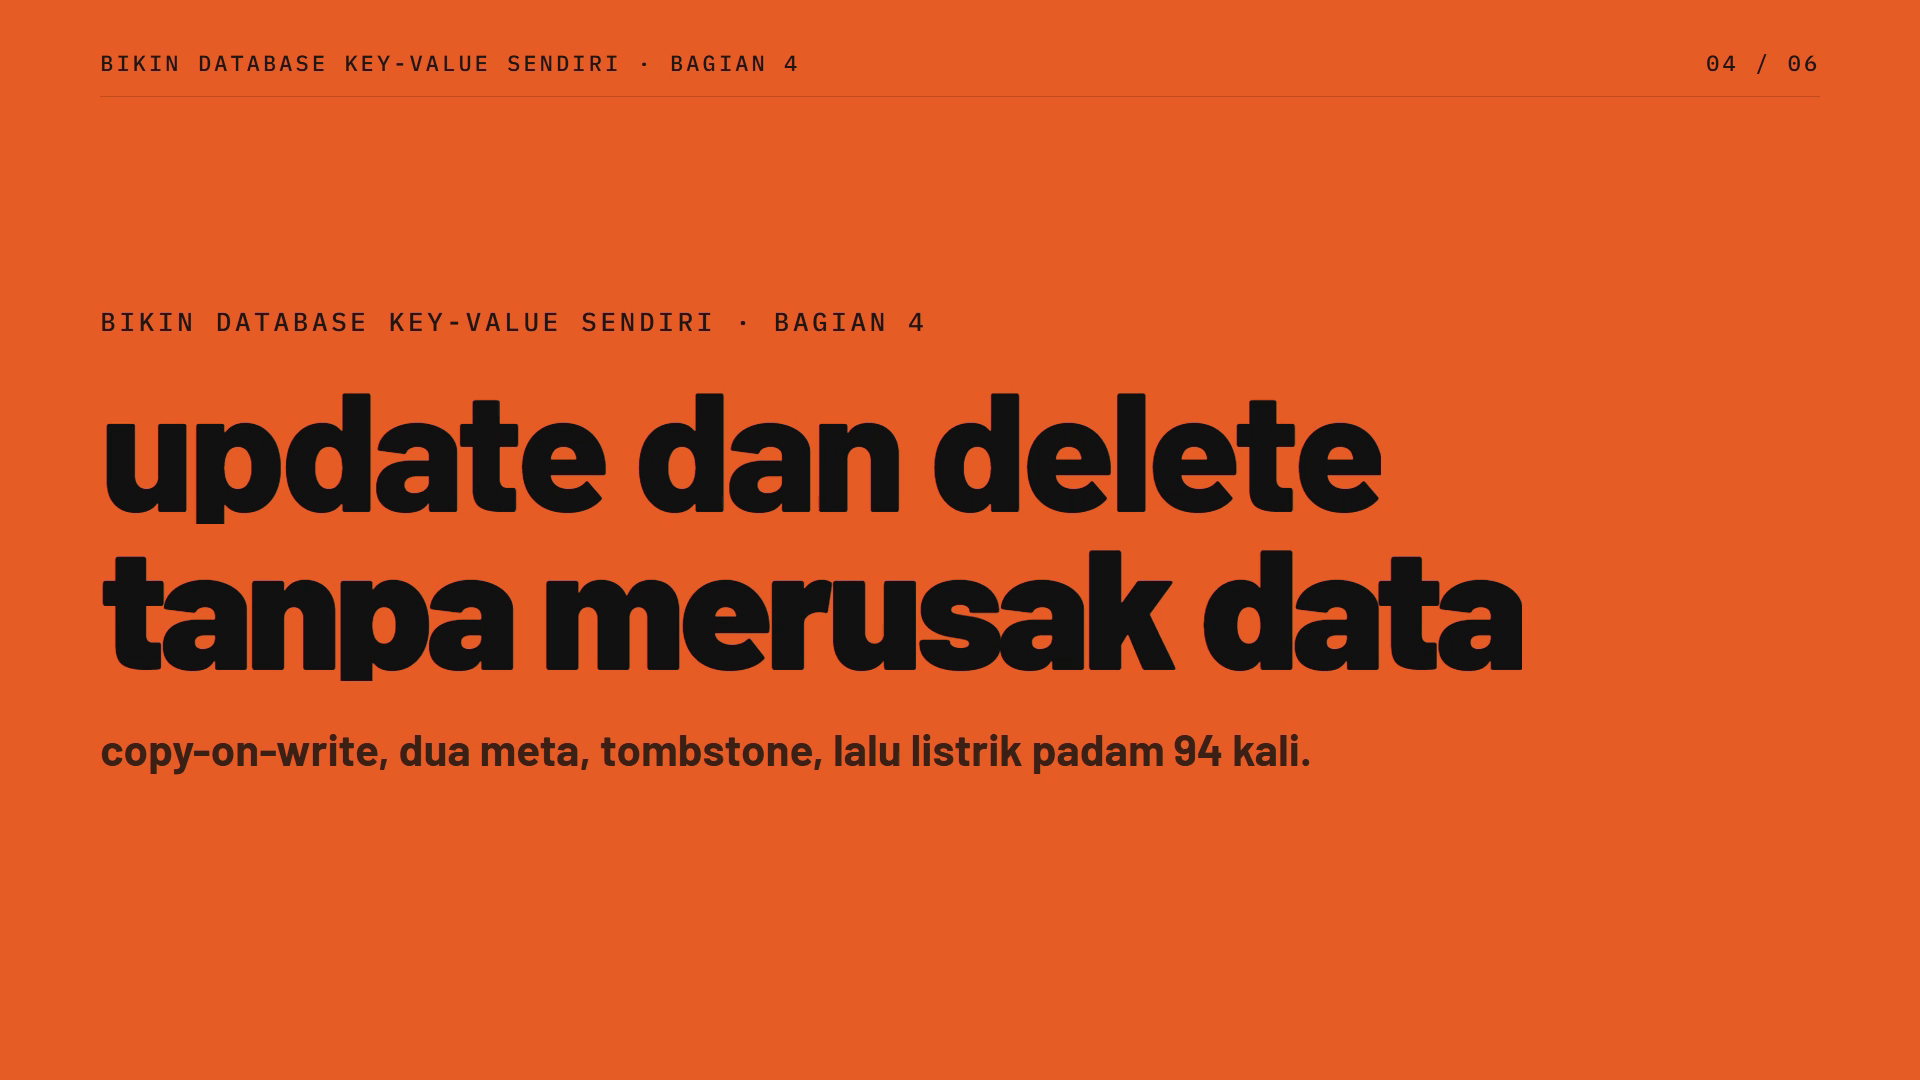 BIKIN DATABASE KEY-VALUE SENDIRI · BAGIAN 4
04 / 06
BIKIN DATABASE KEY-VALUE SENDIRI · BAGIAN 4
update dan delete
tanpa merusak data
copy-on-write, dua meta, tombstone, lalu listrik padam 94 kali.